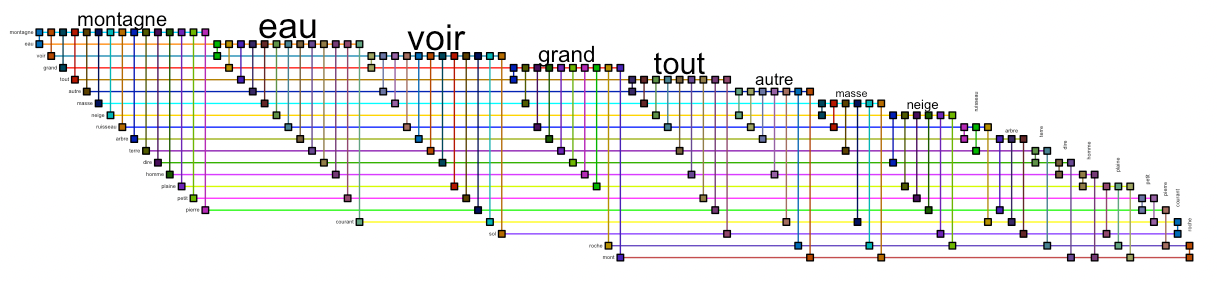 montagne
eau
voir
grand
tout
autre
masse
neige
ruisseau
arbre
terre
dire
homme
plaine
petit
pierre
courant
roche
montagne
eau
voir
grand
tout
autre
masse
neige
ruisseau
arbre
terre
dire
homme
plaine
petit
pierre
courant
sol
roche
mont